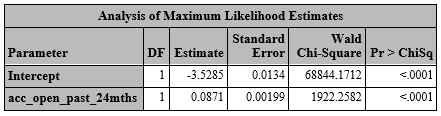 Analysis of Maximum Likelihood Estimates
Parameter DF Estimate Standard Error Wald Chi-Square Pr > ChiSq
Intercept 1 -3.5285 0.0134 68844.1712 <.0001
acc_open_past_24mths 1 0.0871 0.00199 1922.2582 <.0001